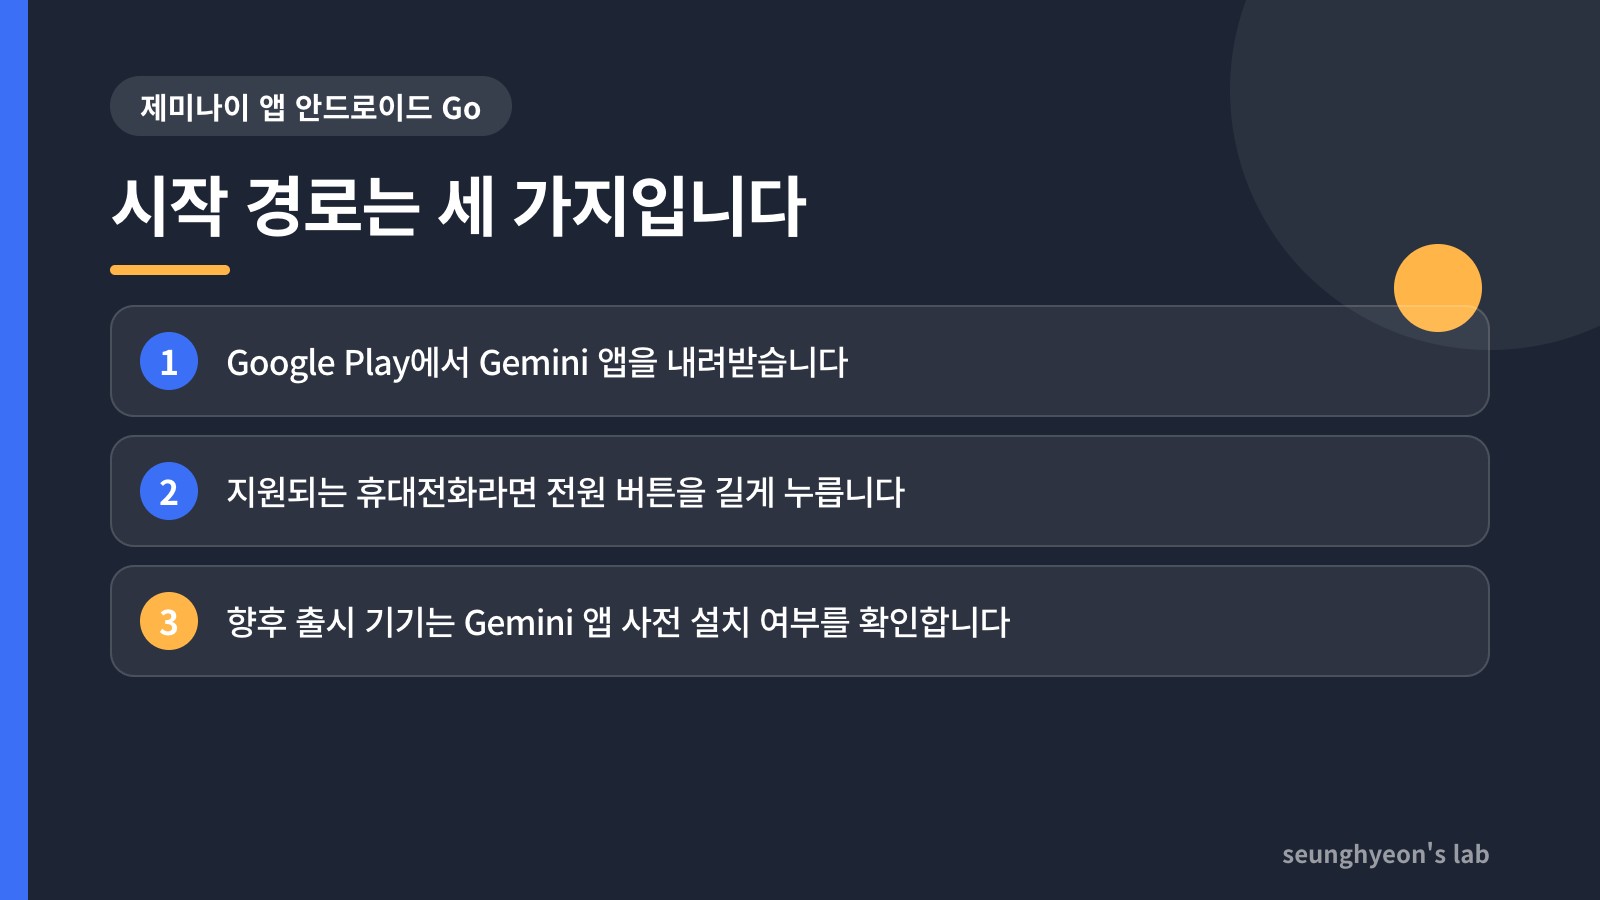 제미나이 앱 안드로이드 Go
시작 경로는 세 가지입니다
1 Google Play에서 Gemini 앱을 내려받습니다
2 지원되는 휴대전화라면 전원 버튼을 길게 누릅니다
3 향후 출시 기기는 Gemini 앱 사전 설치 여부를 확인합니다
seunghyeon's lab